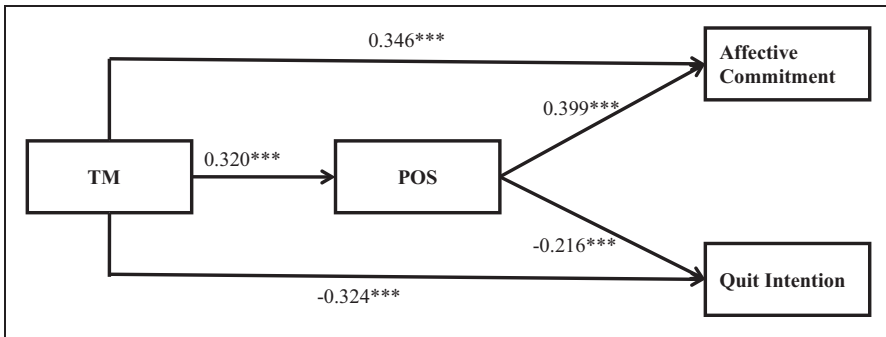 0.346***
Affective
Commitment
0.399***
0.320***
TM
POS
-0.216***
Quit Intention
-0.324***